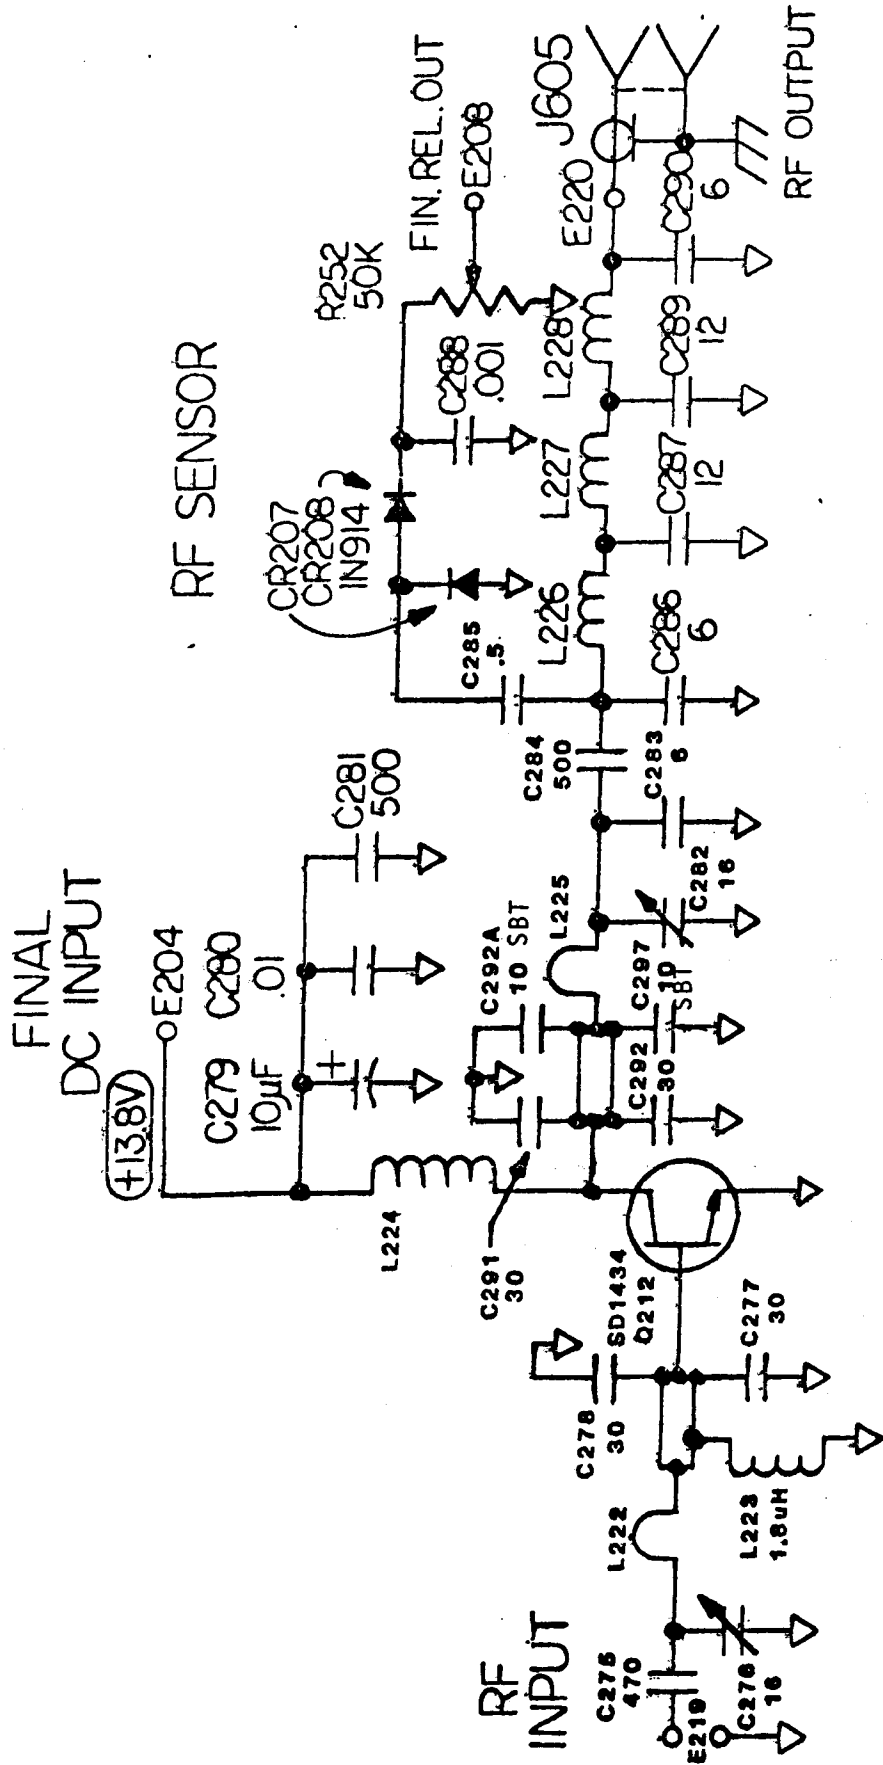 FINAL
DC INPUT
+13.8V
E204
C279
10µF
+
C280
.01
C281
500
L224
C291
30
C292A
10 SBT
C292
30
C297
10
SBT
L225
C282
16
C283
6
C284
500
RF SENSOR
CR207
CR208
IN914
C285
.5
C288
.001
R252
50K
FIN. REL. OUT
E208
L226
L227
L228
C286
6
C287
12
C289
12
C290
6
E220
J605
RF OUTPUT
RF
INPUT
C275
470
E219
C276
16
L222
L223
1.8uH
C278
30
SD1434
Q212
C277
30